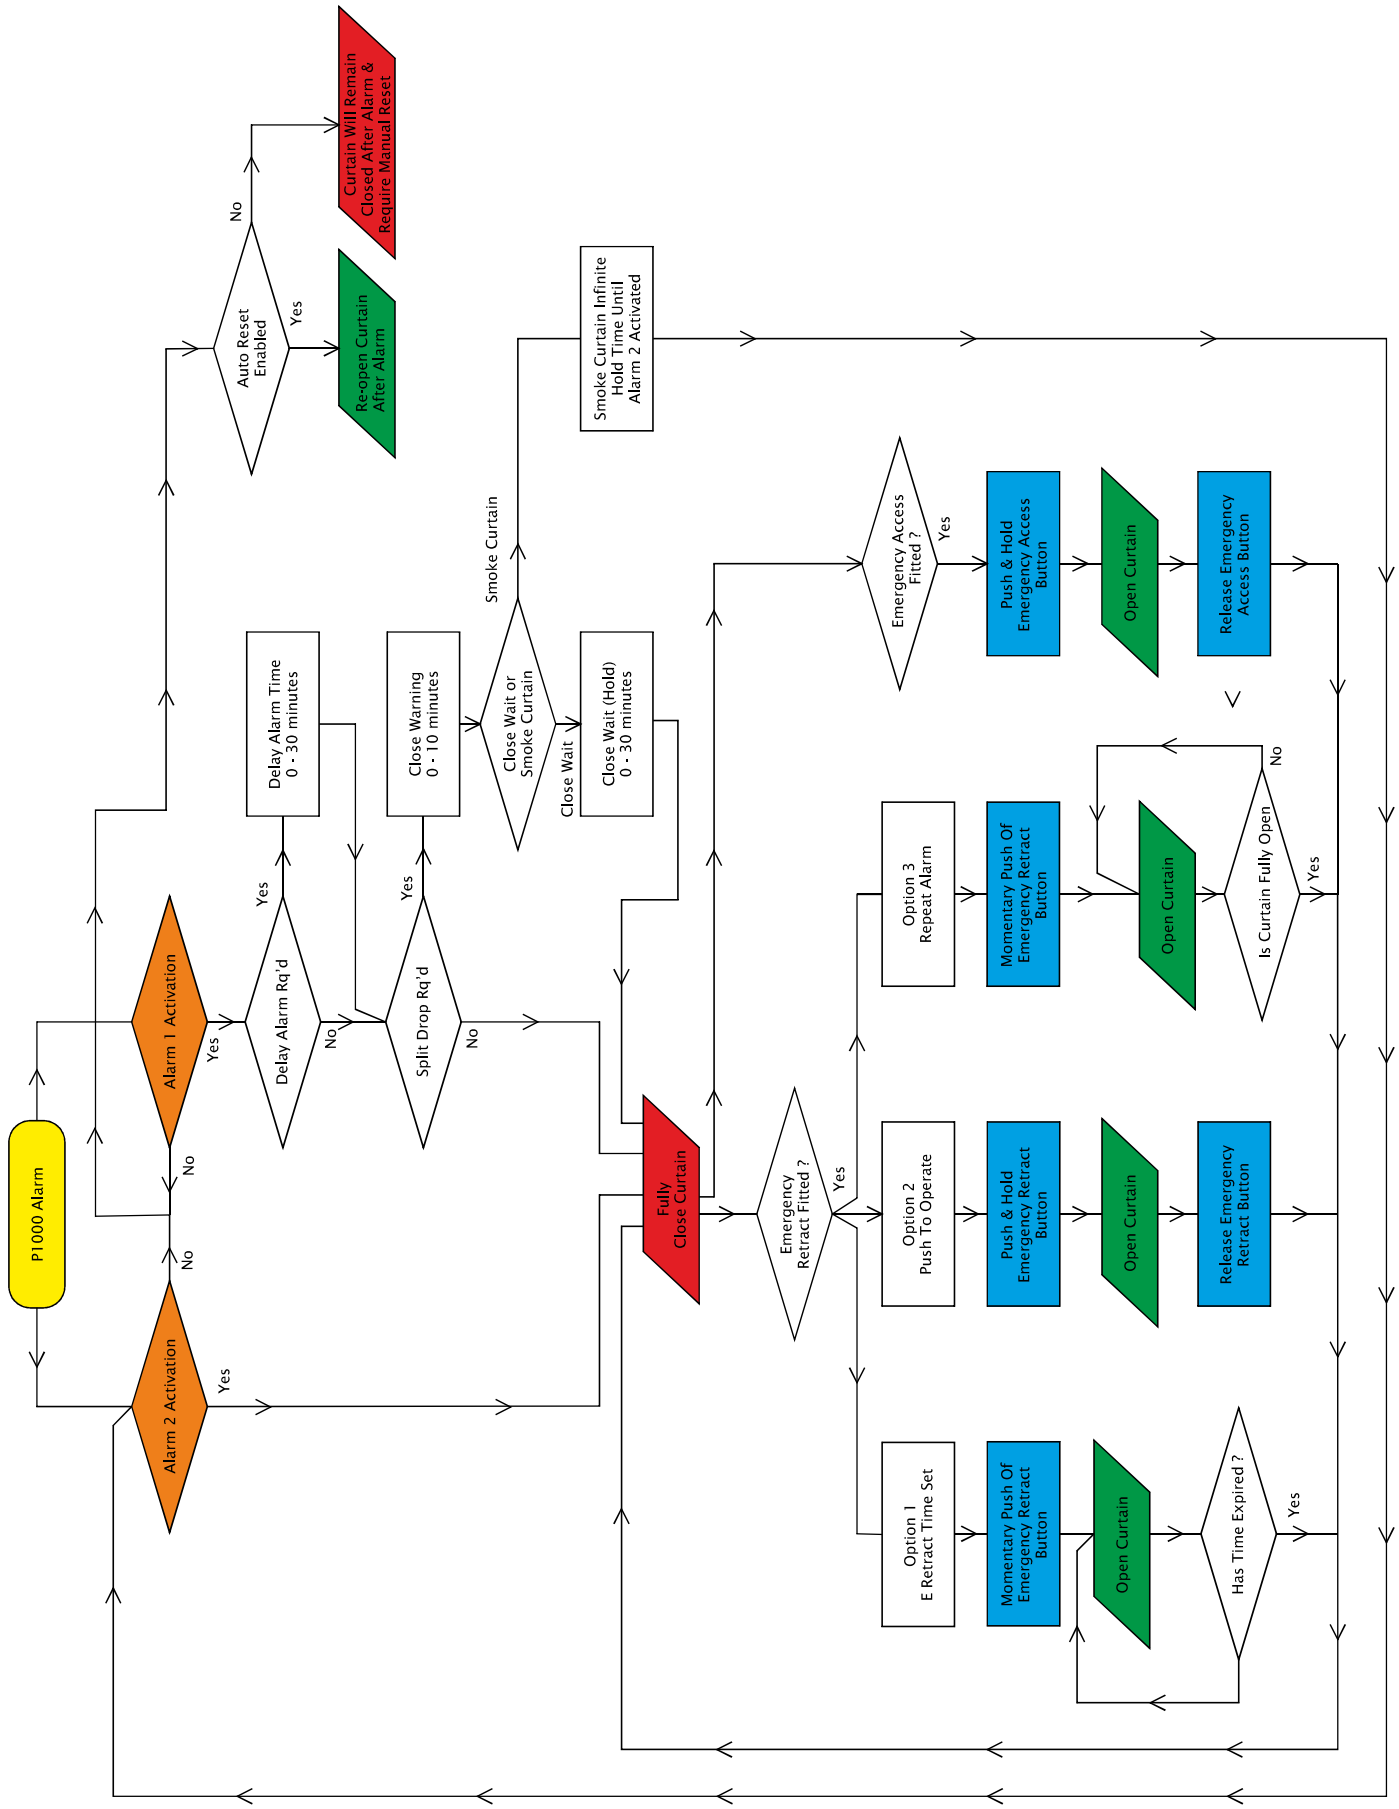 P1000 Alarm
Alarm 2 Activation
No
Yes
Alarm 1 Activation
No
Yes
Auto Reset
Enabled
No
Yes
Curtain Will Remain
Closed After Alarm &
Require Manual Reset
Re-open Curtain
After Alarm
Delay Alarm Rq'd
Yes
No
Delay Alarm Time
0 - 30 minutes
Split Drop Rq'd
Yes
No
Close Warning
0 - 10 minutes
Close Wait or
Smoke Curtain
Smoke Curtain
Close Wait
Close Wait (Hold)
0 - 30 minutes
Smoke Curtain Infinite
Hold Time Until
Alarm 2 Activated
Fully
Close Curtain
Emergency
Retract Fitted ?
Yes
Emergency Access
Fitted ?
Yes
Option 1
E Retract Time Set
Momentary Push Of
Emergency Retract
Button
Open Curtain
Has Time Expired ?
Yes
Option 2
Push To Operate
Push & Hold
Emergency Retract
Button
Open Curtain
Release Emergency
Retract Button
Option 3
Repeat Alarm
Momentary Push Of
Emergency Retract
Button
Open Curtain
Is Curtain Fully Open
No
Yes
Push & Hold
Emergency Access
Button
Open Curtain
Release Emergency
Access Button